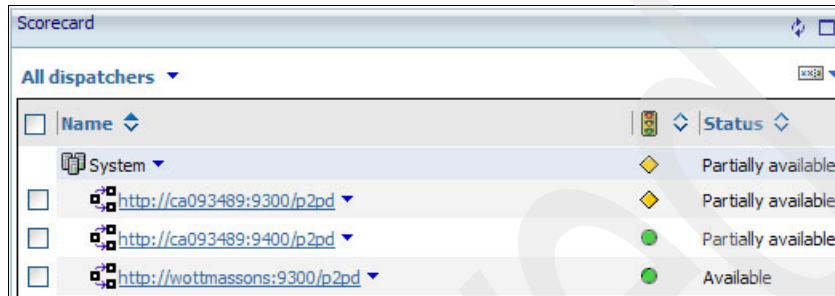 Scorecard
All dispatchers
Name Status
System Partially available
http://ca093489:9300/p2pd Partially available
http://ca093489:9400/p2pd Partially available
http://wottmassons:9300/p2pd Available